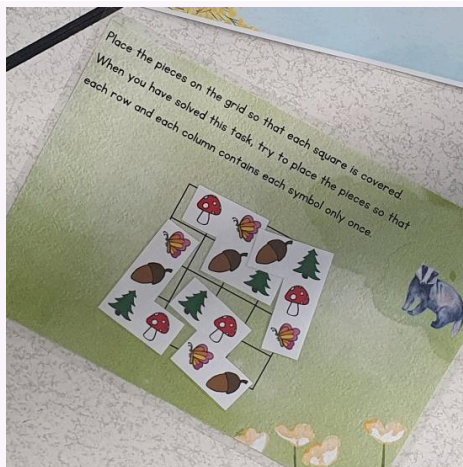 Place the pieces on the grid so that each square is covered.
When you have solved this task, try to place the pieces so that
each row and each column contains each symbol only once.